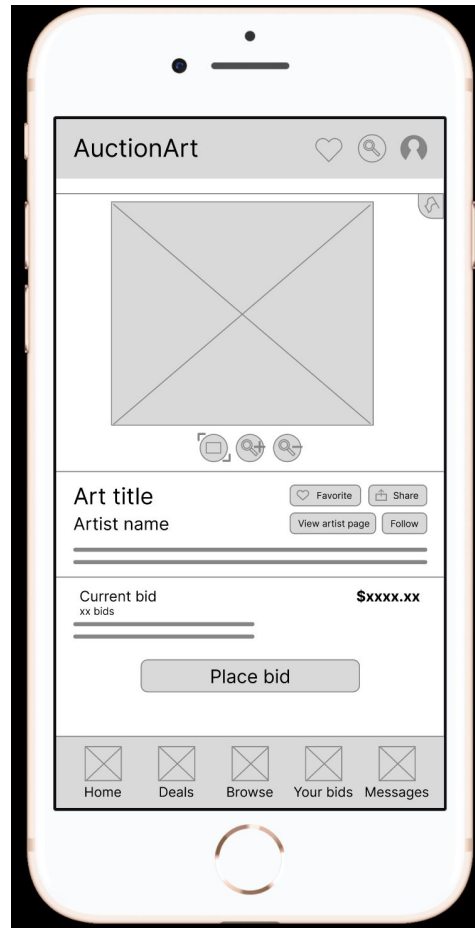 AuctionArt
Art title
Favorite
Share
Artist name
View artist page
Follow
Current bid
$xxxx.xx
xx bids
Place bid
Home
Deals
Browse
Your bids
Messages